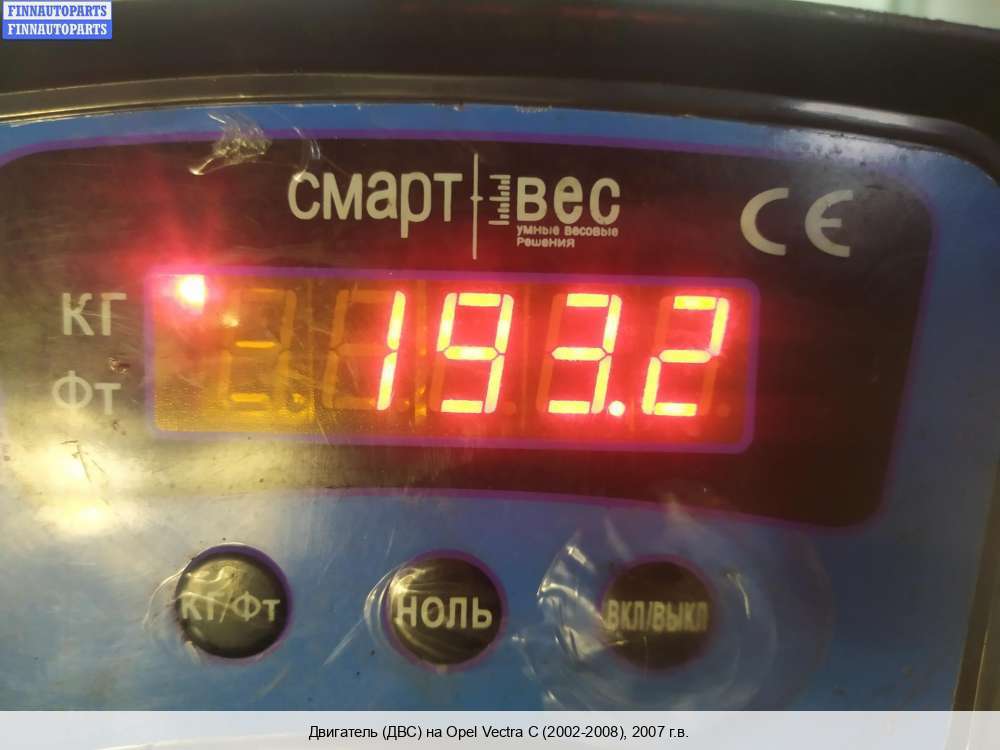 FINNAUTOPARTS
FINNAUTOPARTS
смарт вес
умные весовые
решения
CE
КГ
193.2
Фт
КГ/Фт
НОЛЬ
ВКЛ/ВЫКЛ
Двигатель (ДВС) на Opel Vectra C (2002-2008), 2007 г.в.